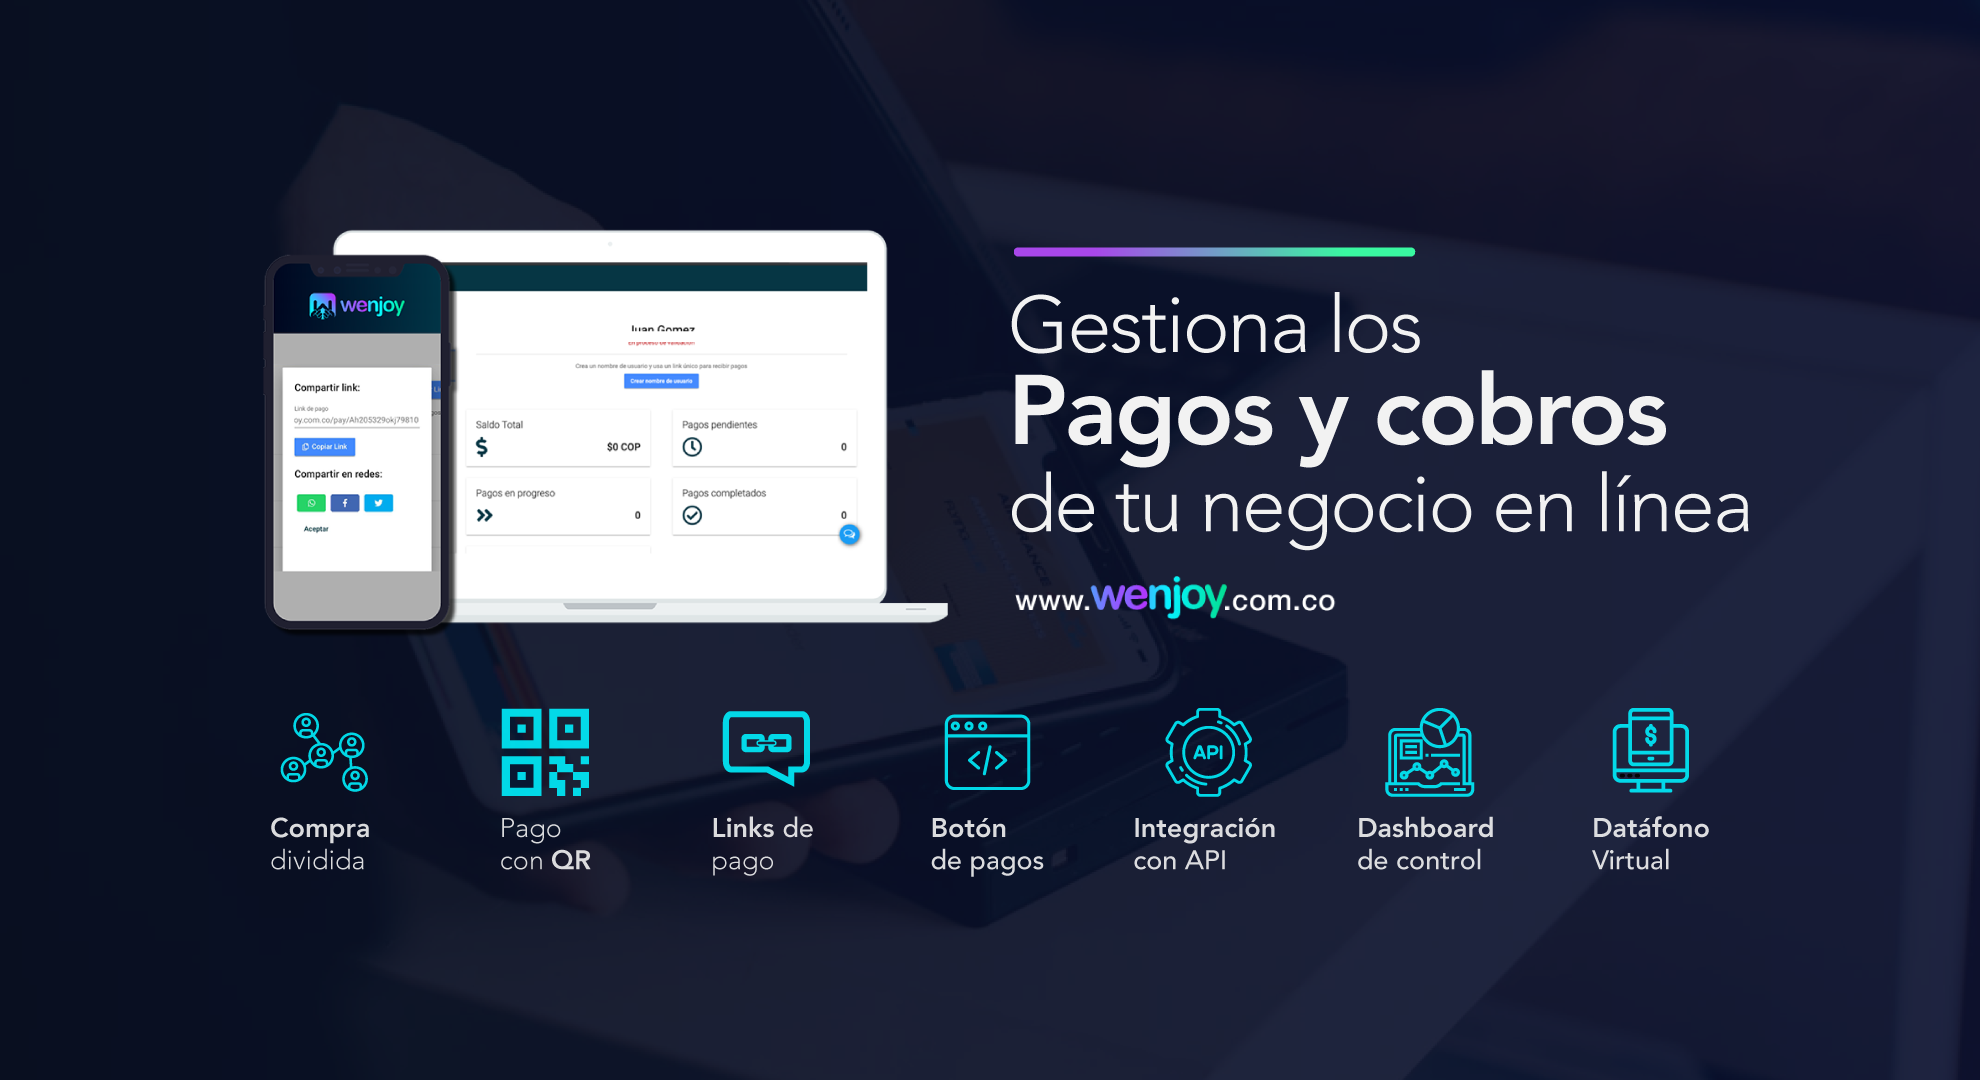 wenjoy
Compartir link:
Link de pago
oy.com.co/pay/Ah205329okj79810
Copiar Link
Compartir en redes:
Aceptar
Juan Gomez
En proceso de validación
Crea un nombre de usuario y usa un link único para recibir pagos
Crear nombre de usuario
Saldo Total
$0 COP
Pagos pendientes
0
Pagos en progreso
0
Pagos completados
0
Gestiona los
Pagos y cobros
de tu negocio en línea
www.wenjoy.com.co
Compra
dividida
Pago
con QR
Links de
pago
Botón
de pagos
API
Integración
con API
Dashboard
de control
Datáfono
Virtual